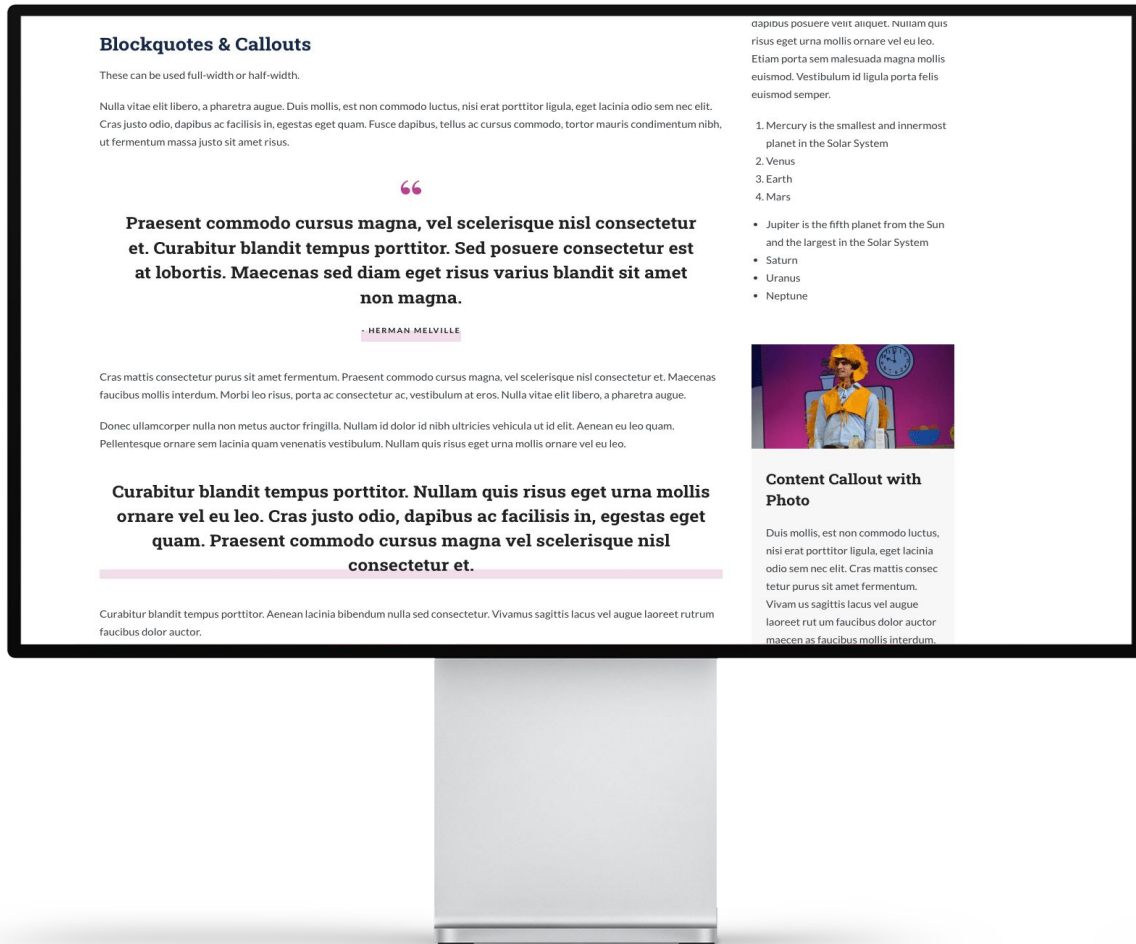 Blockquotes & Callouts
These can be used full-width or half-width.
Nulla vitae elit libero, a pharetra augue. Duis mollis, est non commodo luctus, nisi erat porttitor ligula, eget lacinia odio sem nec elit.
Cras justo odio, dapibus ac facilisis in, egestas eget quam. Fusce dapibus, tellus ac cursus commodo, tortor mauris condimentum nibh,
ut fermentum massa justo sit amet risus.
“
Praesent commodo cursus magna, vel scelerisque nisl consectetur
et. Curabitur blandit tempus porttitor. Sed posuere consectetur est
at lobortis. Maecenas sed diam eget risus varius blandit sit amet
non magna.
- HERMAN MELVILLE
Cras mattis consectetur purus sit amet fermentum. Praesent commodo cursus magna, vel scelerisque nisl consectetur et. Maecenas
faucibus mollis interdum. Morbi leo risus, porta ac consectetur ac, vestibulum at eros. Nulla vitae elit libero, a pharetra augue.
Donec ullamcorper nulla non metus auctor fringilla. Nullam id dolor id nibh ultricies vehicula ut id elit. Aenean eu leo quam.
Pellentesque ornare sem lacinia quam venenatis vestibulum. Nullam quis risus eget urna mollis ornare vel eu leo.
Curabitur blandit tempus porttitor. Nullam quis risus eget urna mollis
ornare vel eu leo. Cras justo odio, dapibus ac facilisis in, egestas eget
quam. Praesent commodo cursus magna vel scelerisque nisl
consectetur et.
Curabitur blandit tempus porttitor. Aenean lacinia bibendum nulla sed consectetur. Vivamus sagittis lacus vel augue laoreet rutrum
faucibus dolor auctor.
dapibus posuere velit aliquet. Nullam quis
risus eget urna mollis ornare vel eu leo.
Etiam porta sem malesuada magna mollis
euismod. Vestibulum id ligula porta felis
euismod semper.
1. Mercury is the smallest and innermost
planet in the Solar System
2. Venus
3. Earth
4. Mars
• Jupiter is the fifth planet from the Sun
and the largest in the Solar System
• Saturn
• Uranus
• Neptune
Content Callout with
Photo
Duis mollis, est non commodo luctus,
nisi erat porttitor ligula, eget lacinia
odio sem nec elit. Cras mattis consec
tetur purus sit amet fermentum.
Vivam us sagittis lacus vel augue
laoreet rut um faucibus dolor auctor
maecen as faucibus mollis interdum.